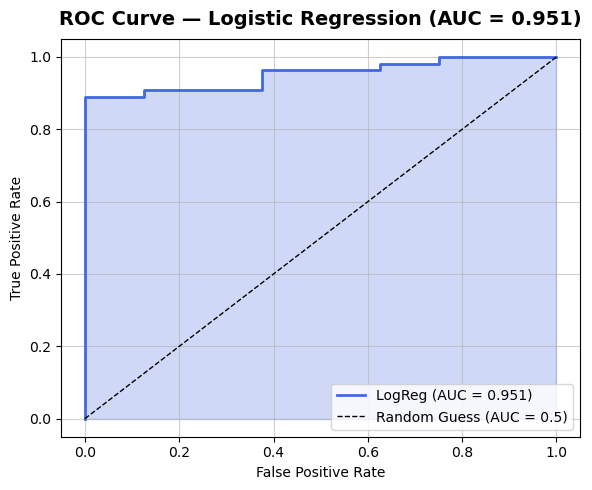 ROC Curve — Logistic Regression (AUC = 0.951)
True Positive Rate
1.0
0.8
0.6
0.4
0.2
0.0
LogReg (AUC = 0.951)
Random Guess (AUC = 0.5)
0.0 0.2 0.4 0.6 0.8 1.0
False Positive Rate